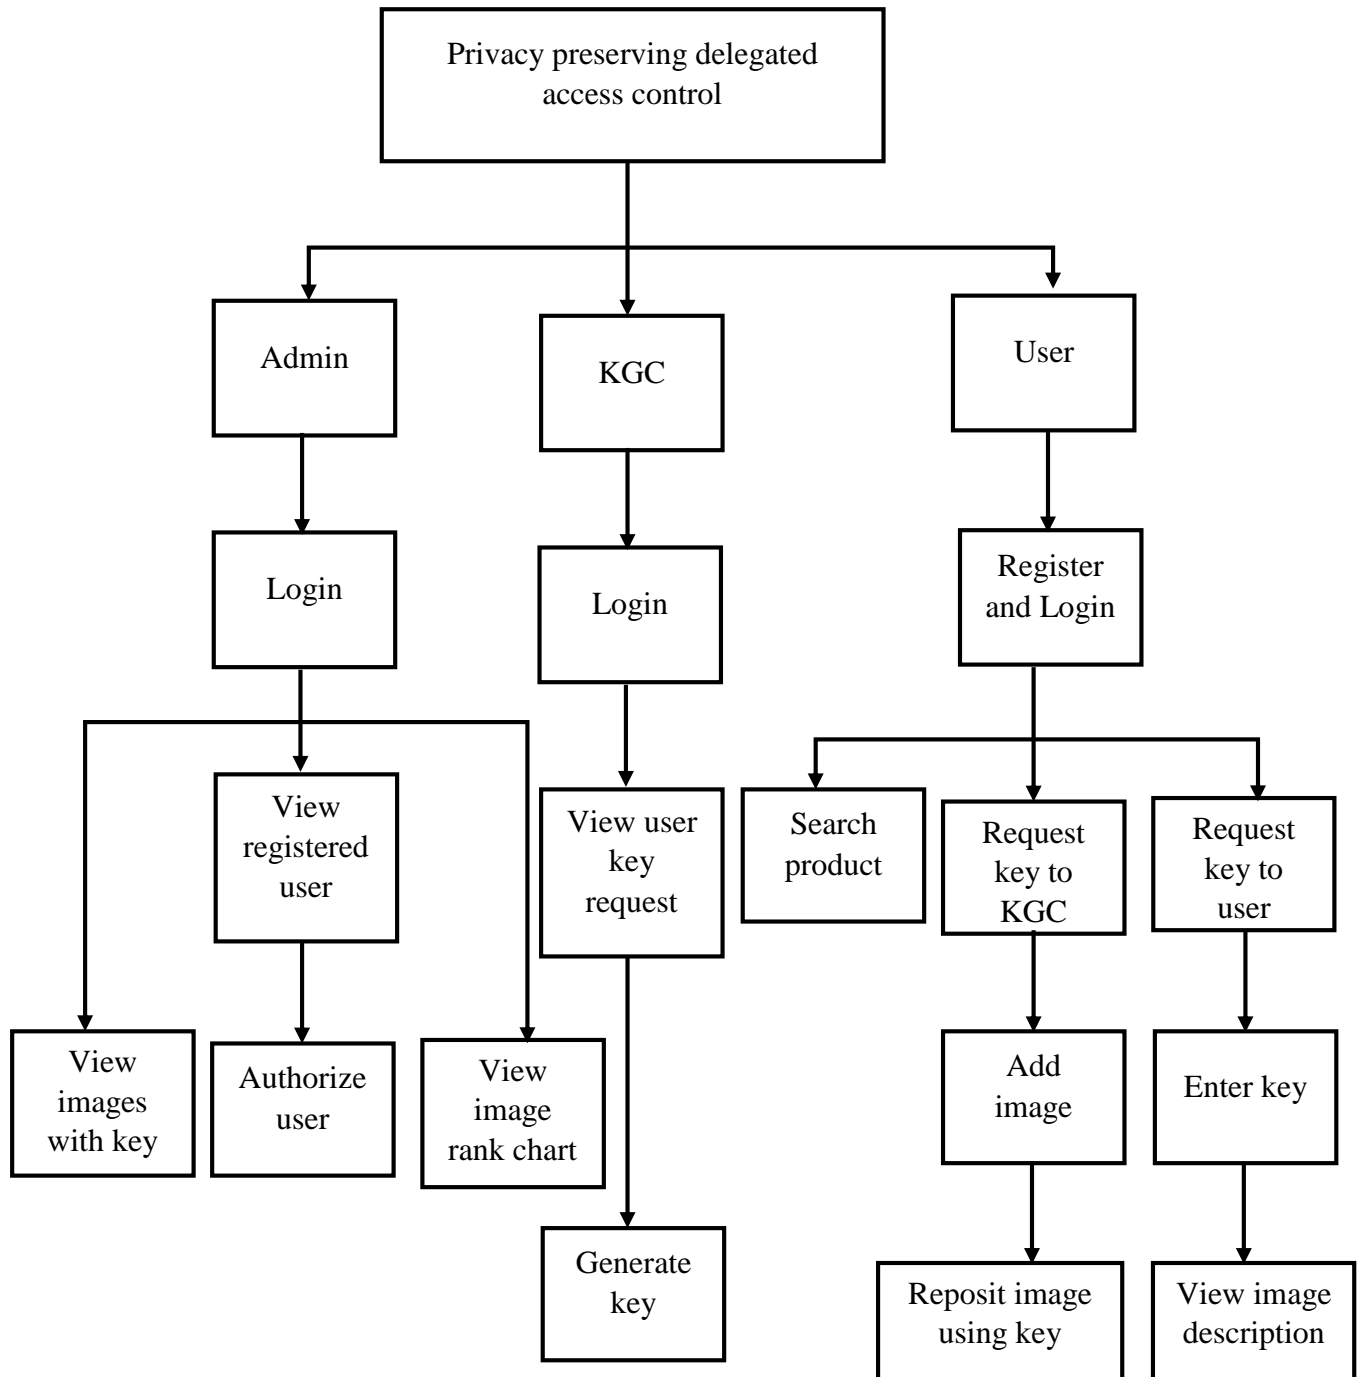 Privacy preserving delegated
access control
Admin
KGC
User
Login
Login
Register
and Login
View
registered
user
View user
key
request
Search
product
Request
key to
KGC
Request
key to
user
View
images
with key
Authorize
user
View
image
rank chart
Add
image
Enter key
Generate
key
Reposit image
using key
View image
description